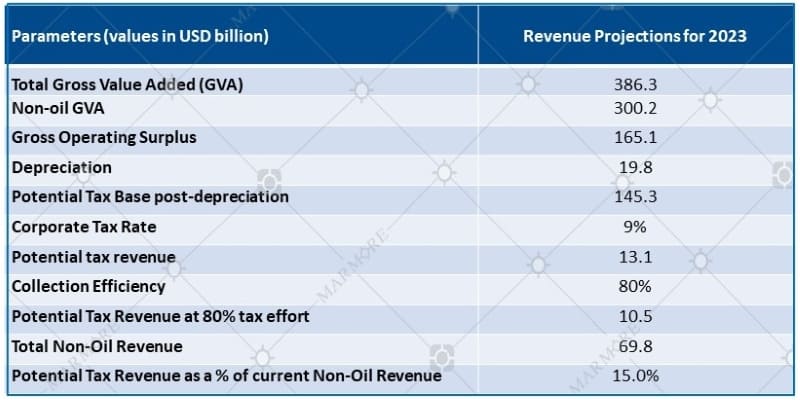 Parameters (values in USD billion) Revenue Projections for 2023
Total Gross Value Added (GVA) 386.3
Non-oil GVA 300.2
Gross Operating Surplus 165.1
Depreciation 19.8
Potential Tax Base post-depreciation 145.3
Corporate Tax Rate 9%
Potential tax revenue 13.1
Collection Efficiency 80%
Potential Tax Revenue at 80% tax effort 10.5
Total Non-Oil Revenue 69.8
Potential Tax Revenue as a % of current Non-Oil Revenue 15.0%
MARMORE
MARMORE
MARMORE
MARMORE